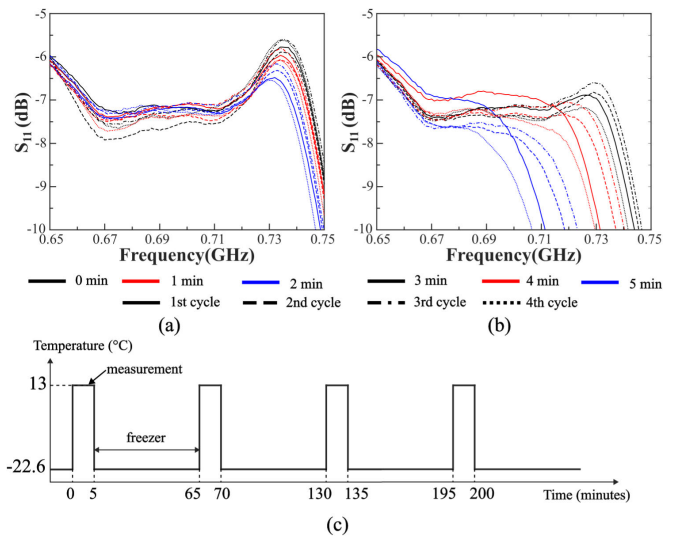 (a)
(b)
-5
-6
-7
-8
-9
-10
S11 (dB)
0.65 0.67 0.69 0.71 0.73 0.75
Frequency(GHz)
-5
-6
-7
-8
-9
-10
S11 (dB)
0.65 0.67 0.69 0.71 0.73 0.75
Frequency(GHz)
0 min 1 min 2 min 3 min 4 min 5 min
1st cycle 2nd cycle 3rd cycle 4th cycle
(a) (b)
Temperature (°C)
measurement
13
freezer
-22.6
0 5 65 70 130 135 195 200 Time (minutes)
(c)